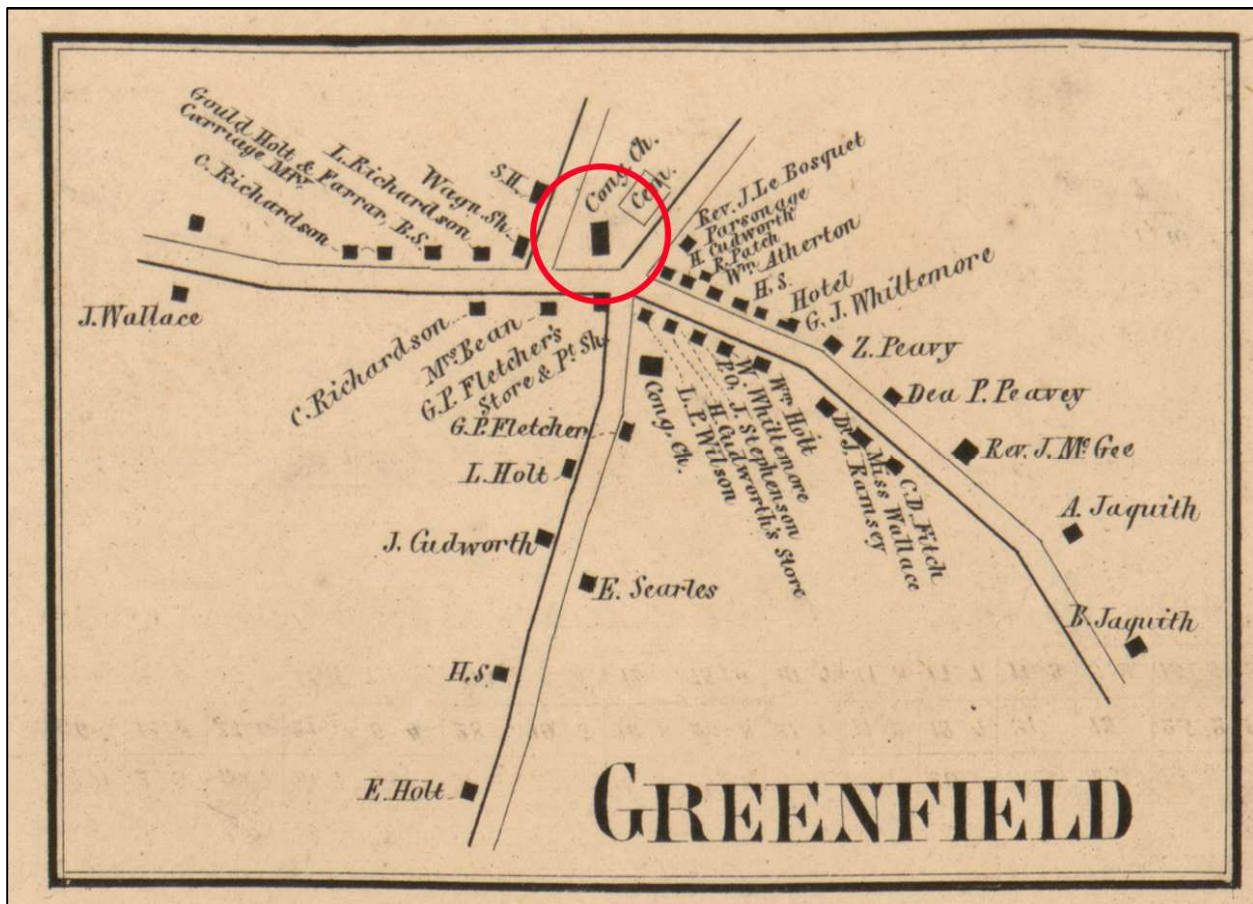 Gould Holt & Farrar, B.S.
Carriage Mfy.
C. Richardson
L. Richardson
Wagn. Sh.
S.H.
Cong. Ch.
Cem.
Rev. J. Le Bosquet
Parsonage
H. Cudworth
R. Patch
Wm. Atherton
H.S.
Hotel
G. J. Whittemore
Z. Peavy
Dea P. Peavey
Rev. J. Mc Gee
A. Jaquith
B. Jaquith
J. Wallace
C. Richardson
Mrs. Bean
G.P. Fletcher's
Store & Pt. Sh.
G.P. Fletcher
L. Holt
J. Cudworth
E. Searles
H.S.
E. Holt
Cong. Ch.
L. P. Wilson
H. Cudworth's Store
J. Stephenson
P.O.
W. Whittemore
Wm. Holt
Dr. J. Ramsey
Miss Wallace
C. D. Fitch
GREENFIELD